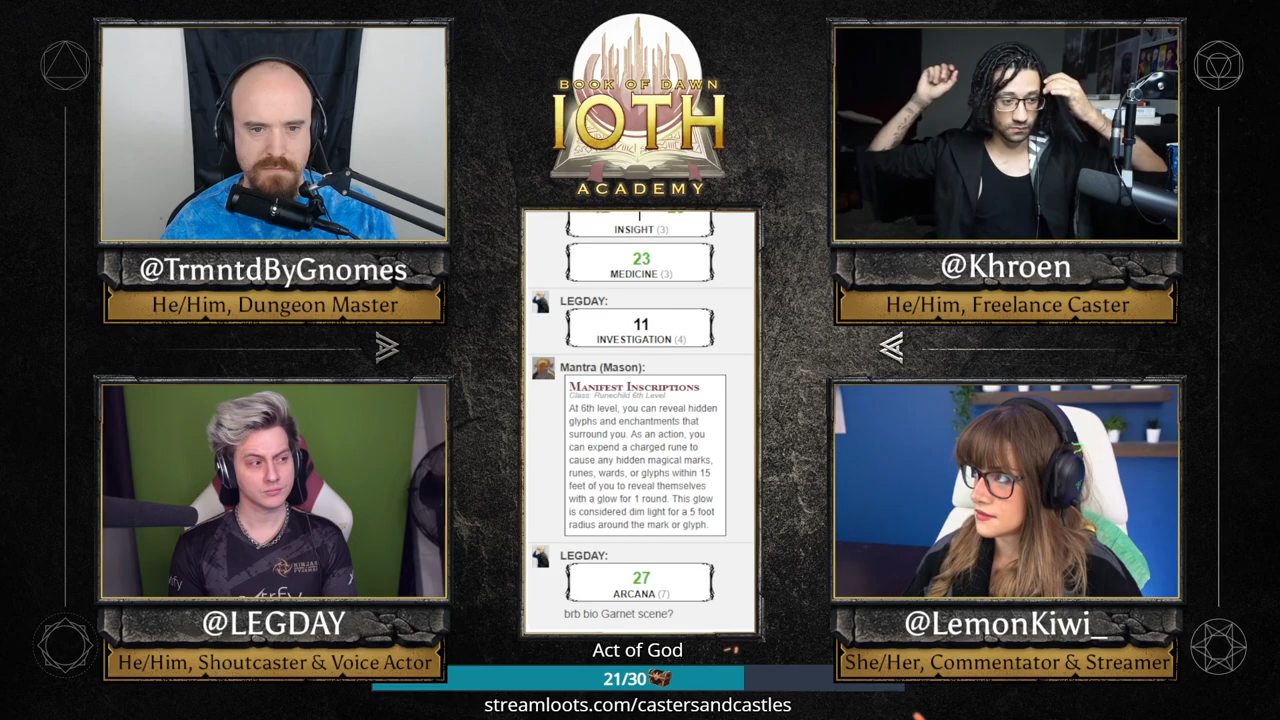 BOOK OF DAWN
IOTH
ACADEMY
@TrmntdByGnomes
He/Him, Dungeon Master
@Khroen
He/Him, Freelance Caster
INSIGHT (3)
23
MEDICINE (3)
LEGDAY:
11
INVESTIGATION (4)
Mantra (Mason):
MANIFEST INSCRIPTIONS
Class: Runechild 6th Level
At 6th level, you can reveal hidden
glyphs and enchantments that
surround you. As an action, you
can expend a charged rune to
cause any hidden magical marks,
runes, wards, or glyphs within 15
feet of you to reveal themselves
with a glow for 1 round. This glow
is considered dim light for a 5 foot
radius around the mark or glyph.
LEGDAY:
27
ARCANA (7)
brb bio Garnet scene?
NINJAS
@LEGDAY
He/Him, Shoutcaster & Voice Actor
@LemonKiwi_
She/Her, Commentator & Streamer
Act of God
21/30
streamloots.com/castersandcastles